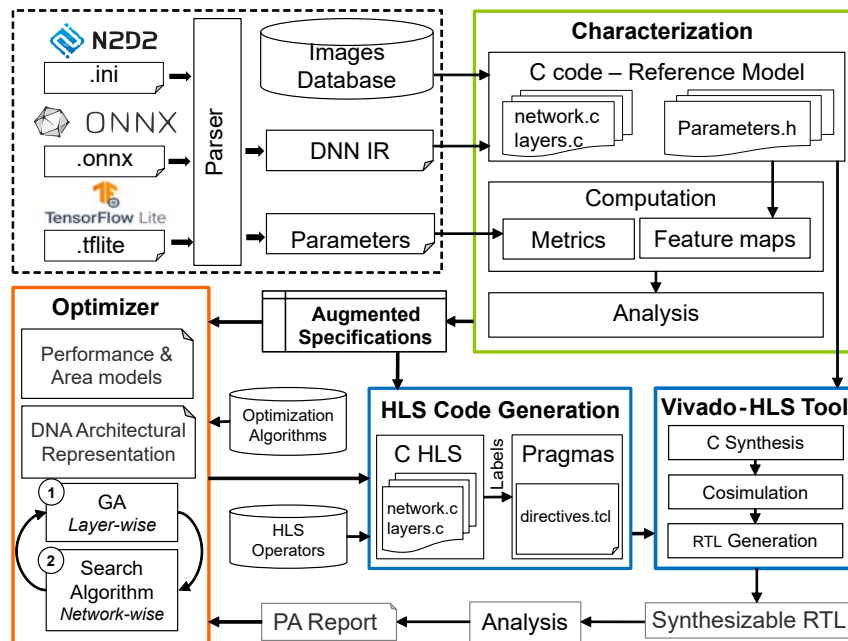 N2D2
.ini
ONNX
.onnx
TensorFlow Lite
.tflite
Parser
Images
Database
DNN IR
Parameters
Characterization
C code – Reference Model
network.c
layers.c
Parameters.h
Computation
Metrics
Feature maps
Analysis
Optimizer
Performance &
Area models
DNA Architectural
Representation
1
GA
Layer-wise
2
Search
Algorithm
Network-wise
Augmented
Specifications
Optimization
Algorithms
HLS
Operators
HLS Code Generation
C HLS
network.c
layers.c
Labels
Pragmas
directives.tcl
Vivado-HLS Tool
C Synthesis
Cosimulation
RTL Generation
PA Report
Analysis
Synthesizable RTL